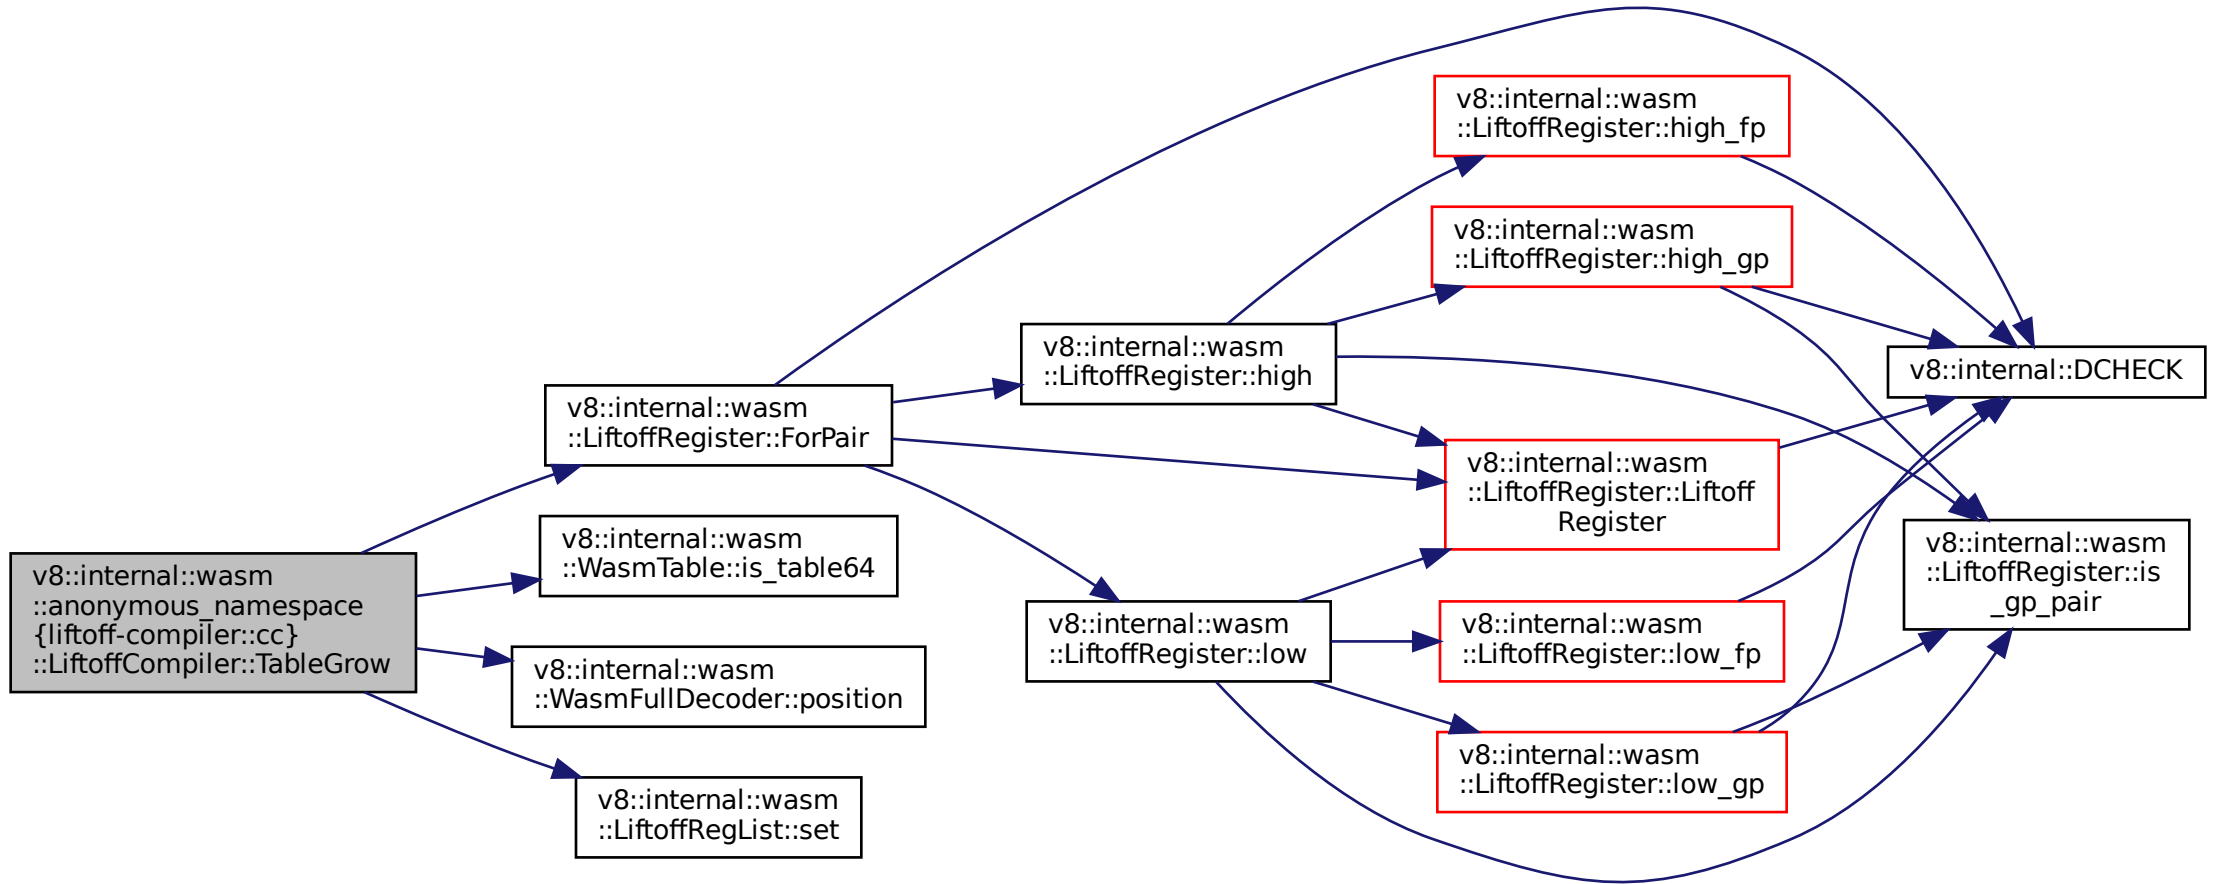 v8::internal::wasm
::anonymous_namespace
{liftoff-compiler::cc}
::LiftoffCompiler::TableGrow
v8::internal::wasm
::LiftoffRegister::ForPair
v8::internal::wasm
::WasmTable::is_table64
v8::internal::wasm
::WasmFullDecoder::position
v8::internal::wasm
::LiftoffRegList::set
v8::internal::wasm
::LiftoffRegister::high
v8::internal::wasm
::LiftoffRegister::low
v8::internal::wasm
::LiftoffRegister::high_fp
v8::internal::wasm
::LiftoffRegister::high_gp
v8::internal::wasm
::LiftoffRegister::Liftoff
Register
v8::internal::wasm
::LiftoffRegister::low_fp
v8::internal::wasm
::LiftoffRegister::low_gp
v8::internal::DCHECK
v8::internal::wasm
::LiftoffRegister::is
_gp_pair